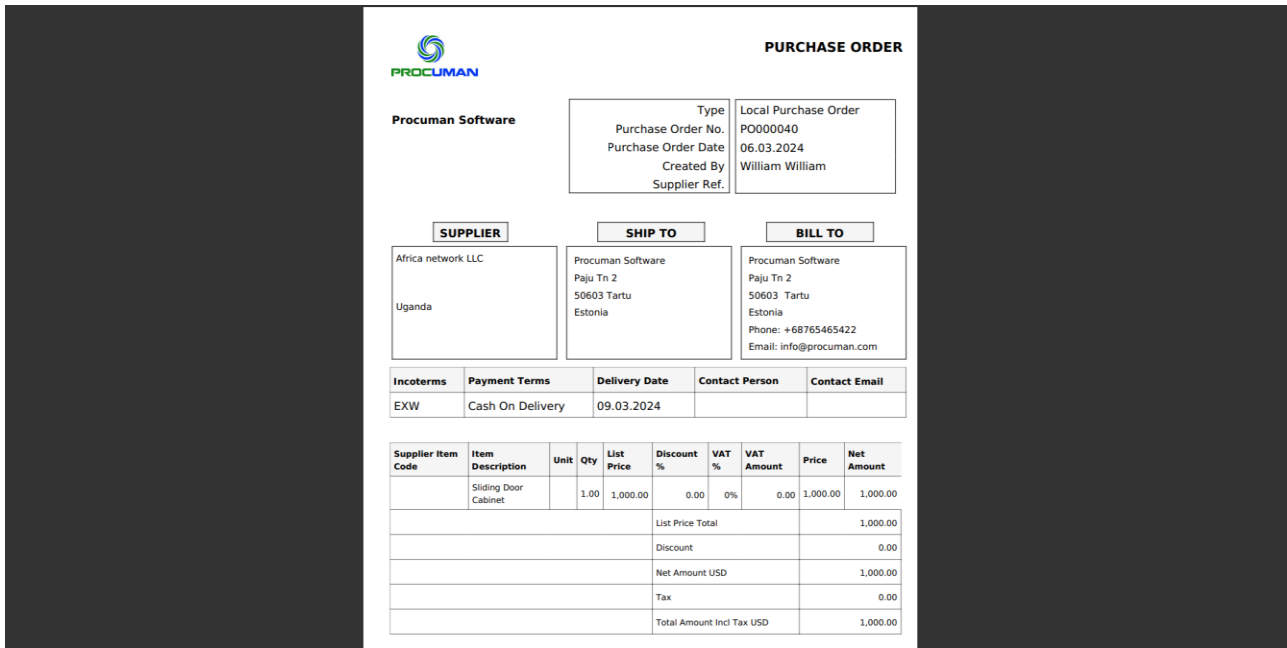 PROCUMAN
PURCHASE ORDER
Procuman Software
Type Local Purchase Order
Purchase Order No. PO000040
Purchase Order Date 06.03.2024
Created By William William
Supplier Ref.
SUPPLIER
Africa network LLC
Uganda
SHIP TO
Procuman Software
Paju Tn 2
50603 Tartu
Estonia
BILL TO
Procuman Software
Paju Tn 2
50603 Tartu
Estonia
Phone: +68765465422
Email: info@procuman.com
Incoterms Payment Terms Delivery Date Contact Person Contact Email
EXW Cash On Delivery 09.03.2024
Supplier Item Code Item Description Unit Qty List Price Discount % VAT % VAT Amount Price Net Amount
Sliding Door Cabinet 1.00 1,000.00 0.00 0% 0.00 1,000.00 1,000.00
List Price Total 1,000.00
Discount 0.00
Net Amount USD 1,000.00
Tax 0.00
Total Amount Incl Tax USD 1,000.00